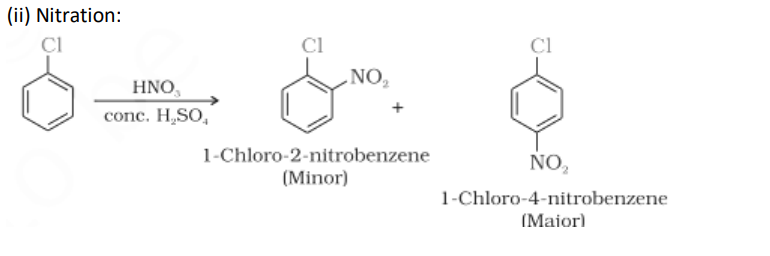 (ii) Nitration:
Cl
Cl
Cl
HNO₃
conc. H₂SO₄
NO₂
+
1-Chloro-2-nitrobenzene
(Minor)
NO₂
1-Chloro-4-nitrobenzene
(Maior)